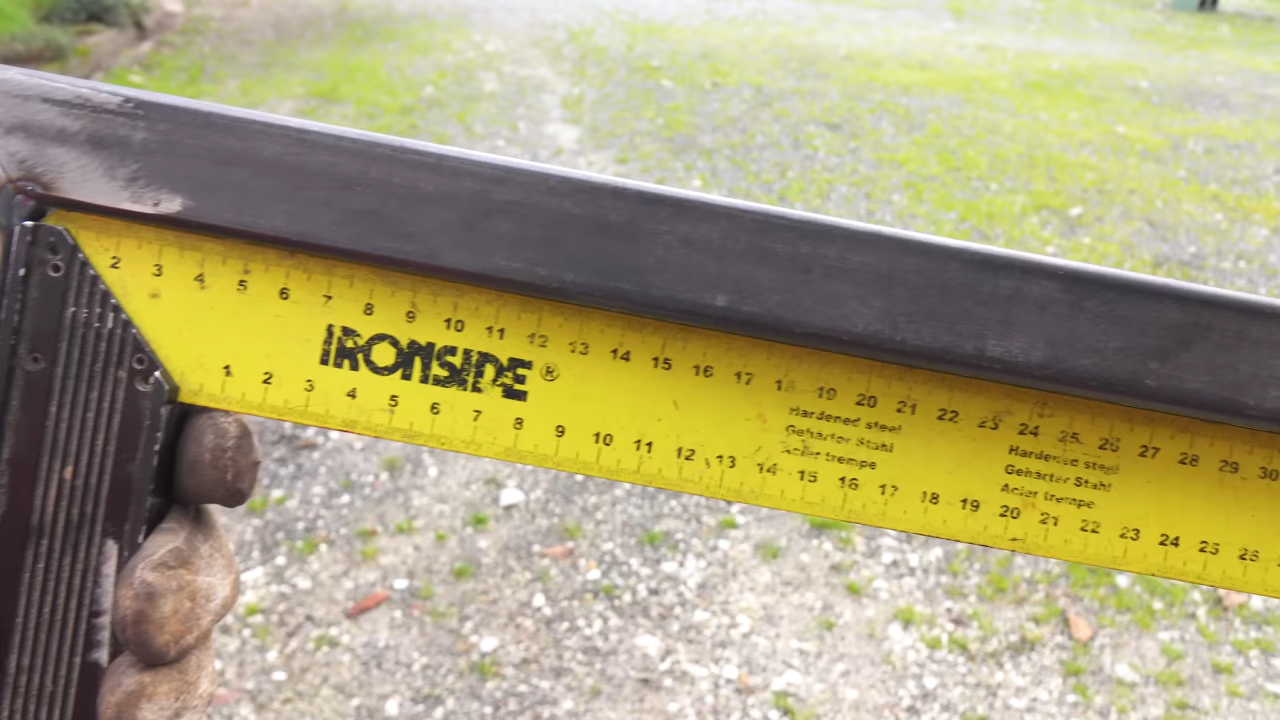 2 3 4 5 6 7 8 9 10 11 12 13 14 15 16 17 18 19 20 21 22 23 24 25 26 27 28 29 30
IRONSIDE®
Hardened steel
Gehärter Stahl
Acier trempe
Hardened steel
Gehärter Stahl
Acier trempe
1 2 3 4 5 6 7 8 9 10 11 12 13 14 15 16 17 18 19 20 21 22 23 24 25 26